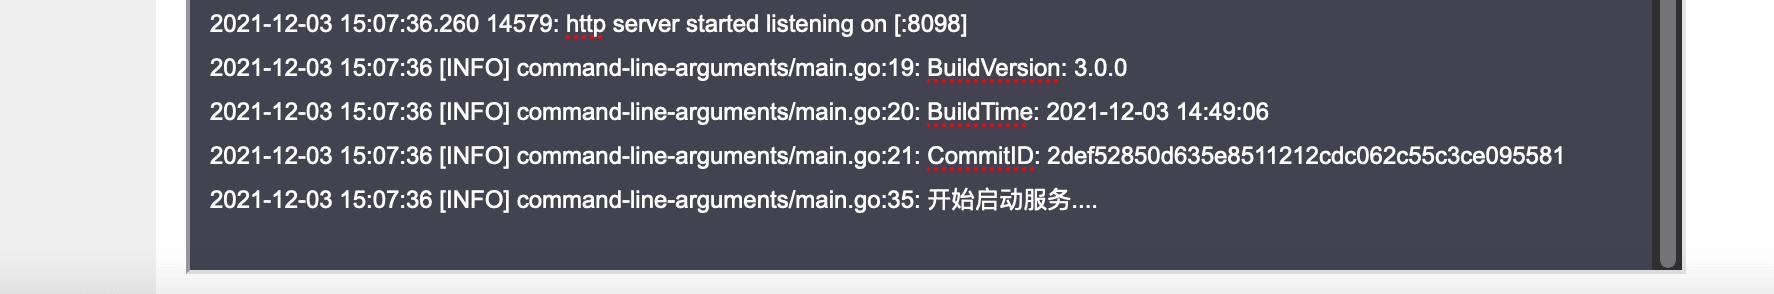 2021-12-03 15:07:36.260 14579: http server started listening on [:8098]
2021-12-03 15:07:36 [INFO] command-line-arguments/main.go:19: BuildVersion: 3.0.0
2021-12-03 15:07:36 [INFO] command-line-arguments/main.go:20: BuildTime: 2021-12-03 14:49:06
2021-12-03 15:07:36 [INFO] command-line-arguments/main.go:21: CommitID: 2def52850d635e8511212cdc062c55c3ce095581
2021-12-03 15:07:36 [INFO] command-line-arguments/main.go:35: 开始启动服务....